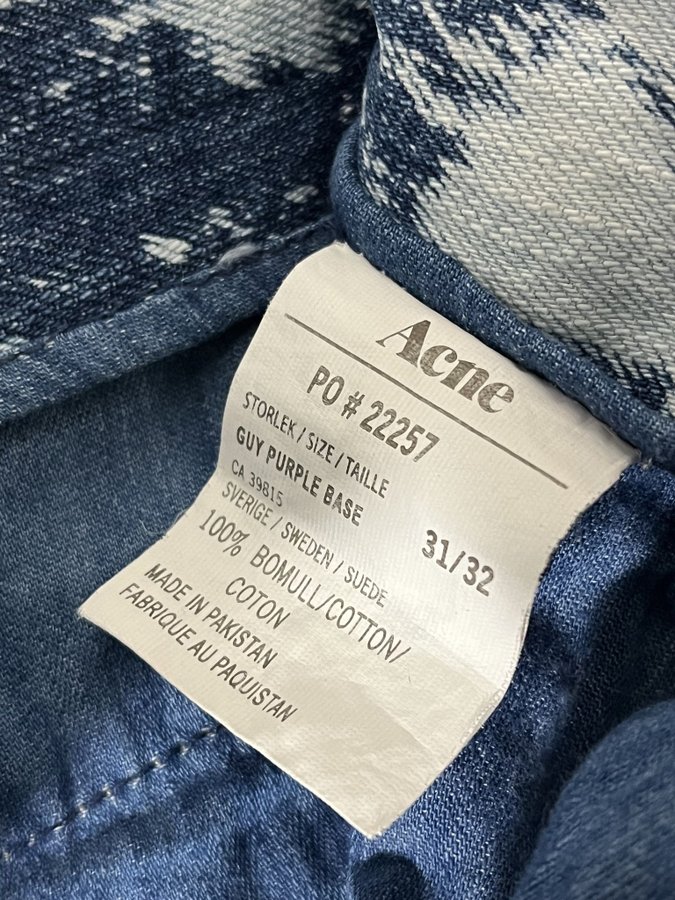 Acne
PO # 22257
STORLEK / SIZE / TAILLE
GUY PURPLE BASE 31/32
CA 39815
SVERIGE / SWEDEN / SUEDE
100% BOMULL/COTTON/
COTON
MADE IN PAKISTAN
FABRIQUE AU PAQUISTAN